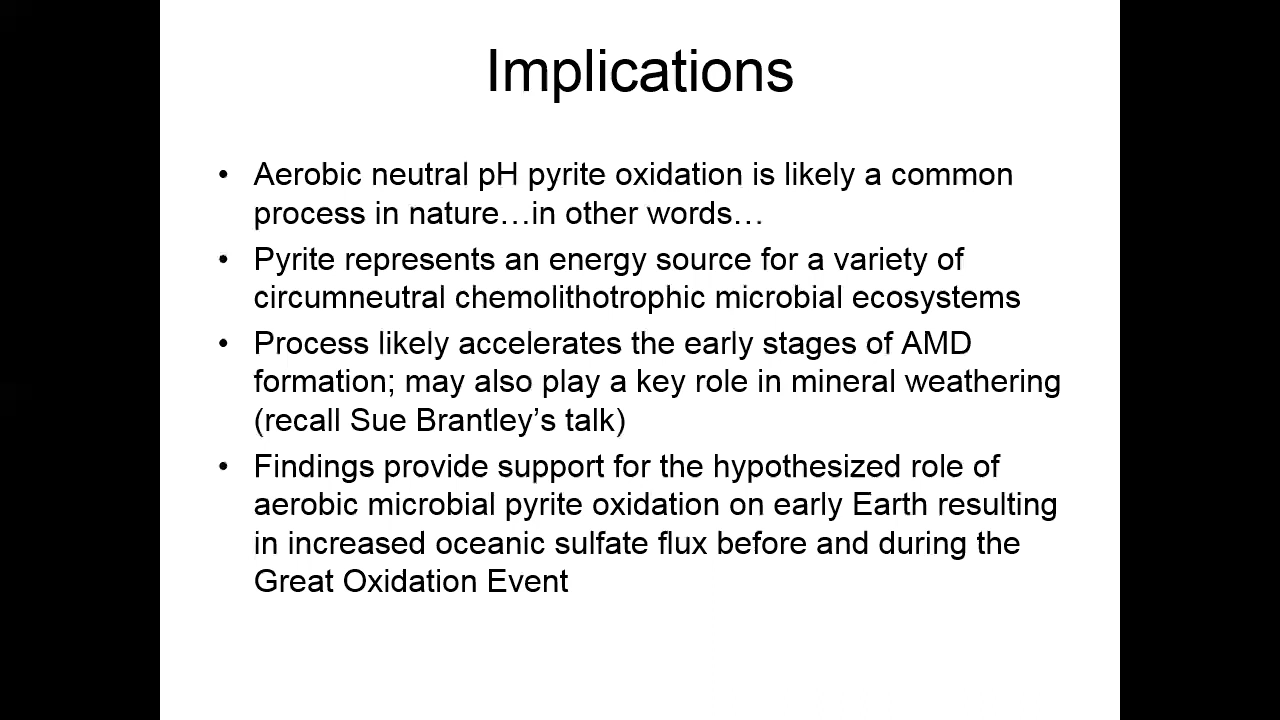 Implications
• Aerobic neutral pH pyrite oxidation is likely a common
process in nature…in other words…
• Pyrite represents an energy source for a variety of
circumneutral chemolithotrophic microbial ecosystems
• Process likely accelerates the early stages of AMD
formation; may also play a key role in mineral weathering
(recall Sue Brantley’s talk)
• Findings provide support for the hypothesized role of
aerobic microbial pyrite oxidation on early Earth resulting
in increased oceanic sulfate flux before and during the
Great Oxidation Event